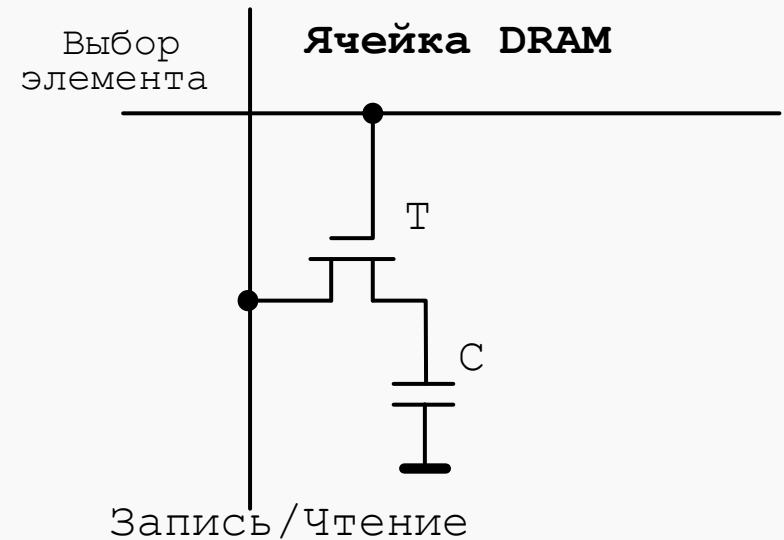 Ячейка DRAM
Выбор
элемента
T
C
Запись/Чтение